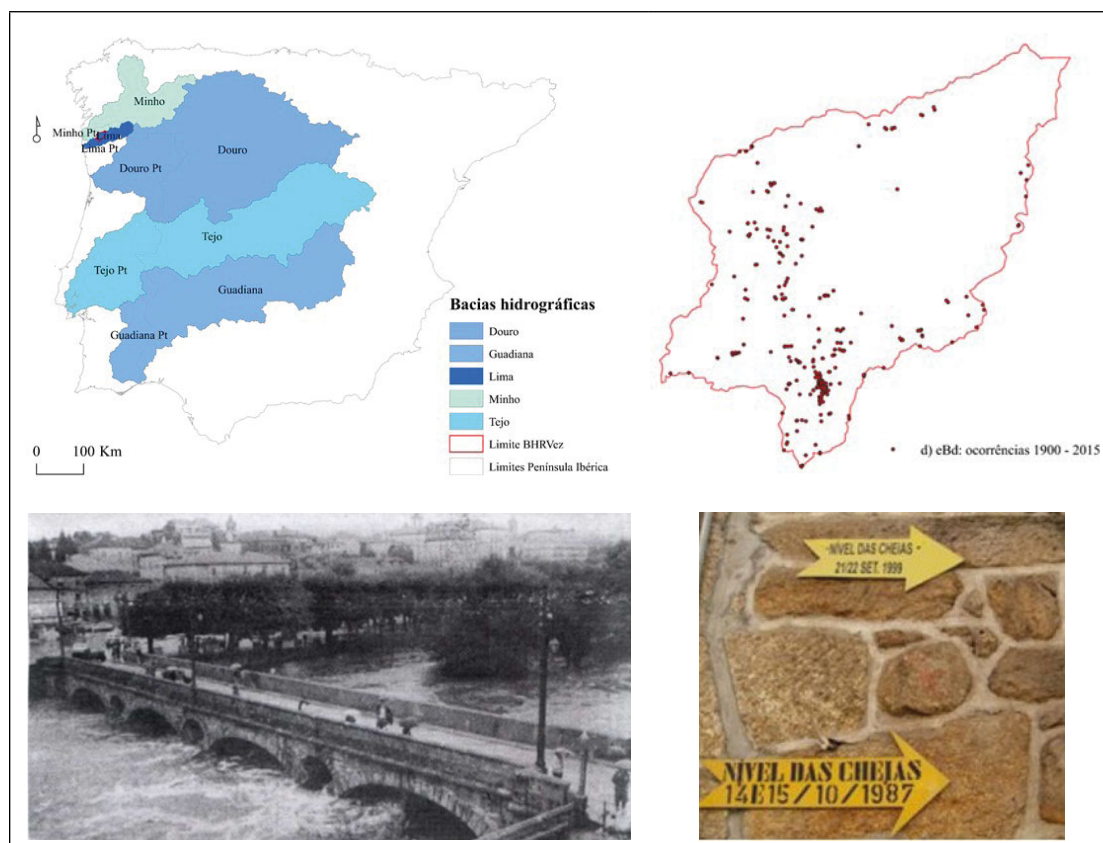 Minho
Minho Pt
Lima
Lima Pt
Douro
Douro Pt
Tejo
Tejo Pt
Guadiana
Guadiana Pt
0 100 Km
Bacias hidrográficas
Douro
Guadiana
Lima
Minho
Tejo
Limite BHRVez
Limites Península Ibérica
d) eBd: ocorrências 1900 - 2015
-NÍVEL DAS CHEIAS-
21/22 SET. 1999
NÍVEL DAS CHEIAS
14E15/10/1987